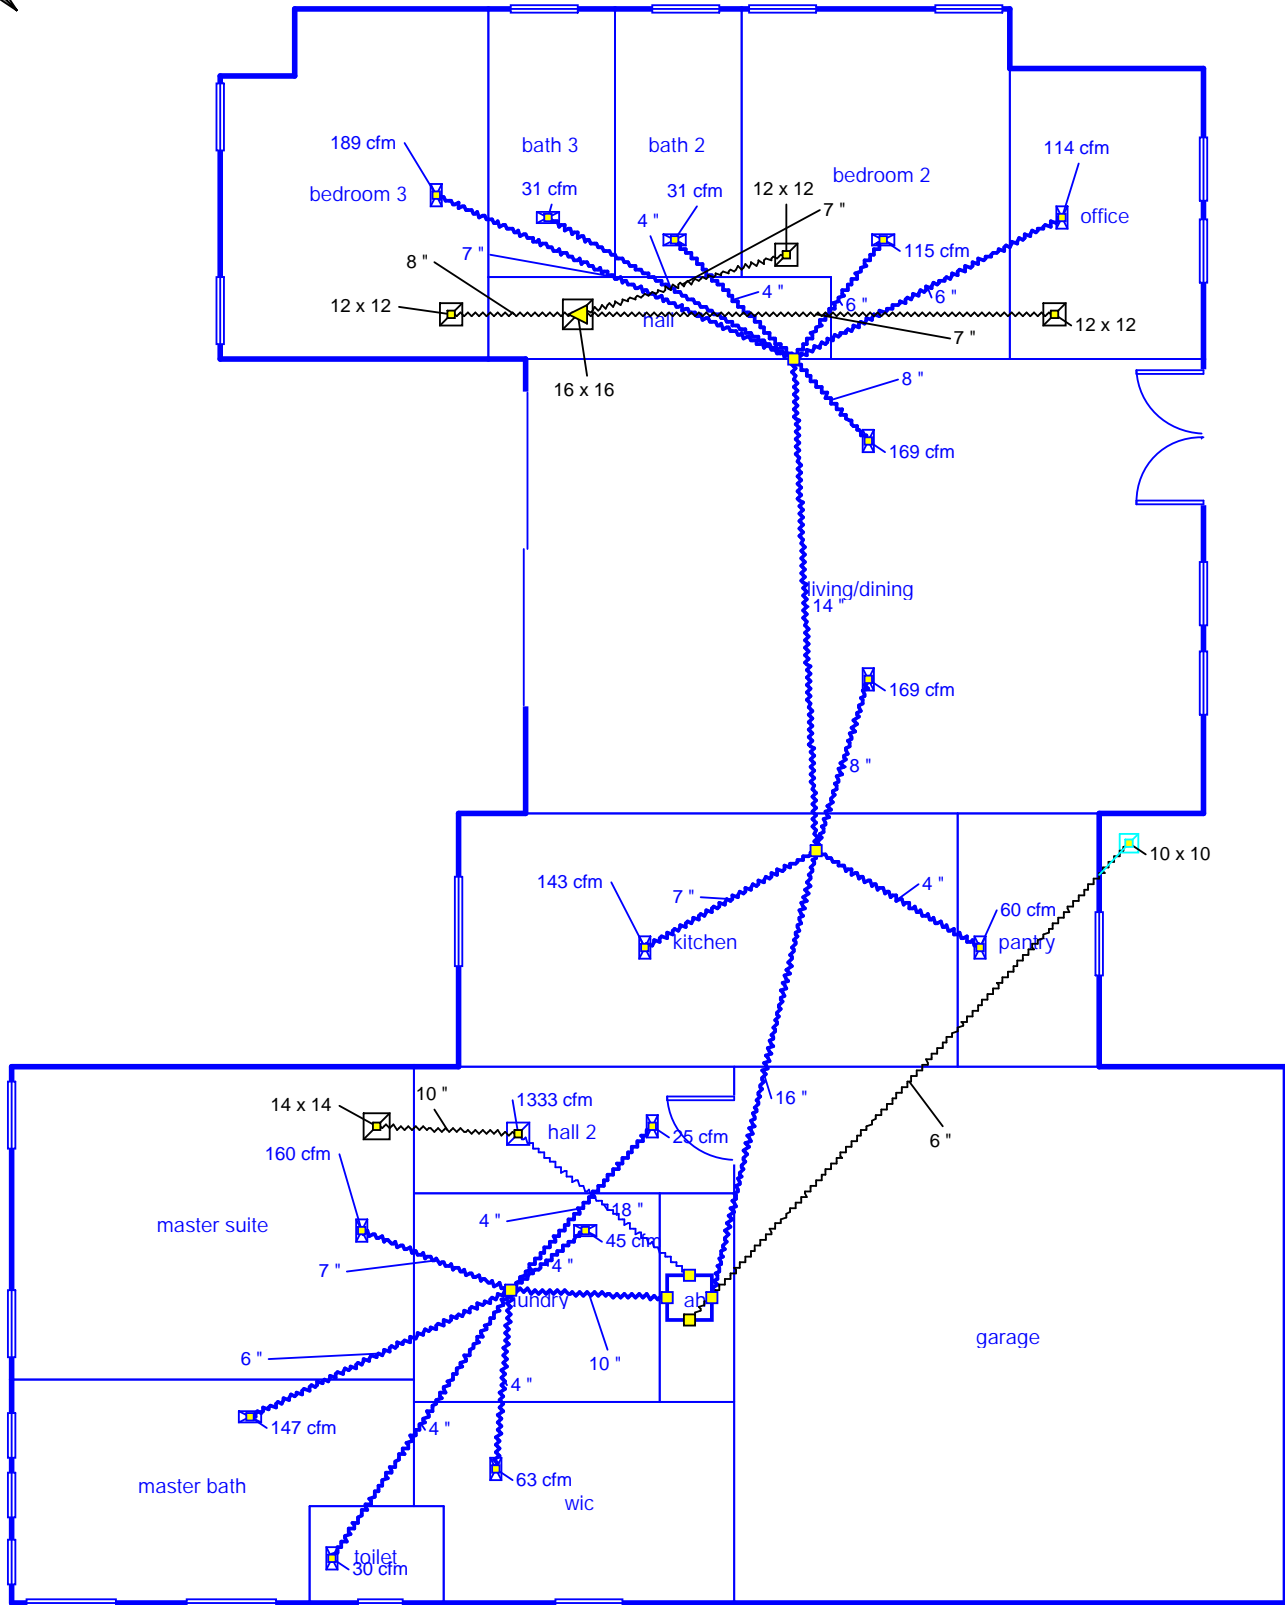 189 cfm
bath 3
bath 2
114 cfm
bedroom 3
31 cfm
31 cfm
12 x 12
bedroom 2
7 "
office
4 "
115 cfm
7 "
8 "
4 "
6 "
6 "
12 x 12
hall
12 x 12
7 "
16 x 16
8 "
169 cfm
living/dining
14 "
169 cfm
8 "
10 x 10
143 cfm
7 "
4 "
60 cfm
kitchen
pantry
14 x 14
10 "
1333 cfm
16 "
hall 2
25 cfm
6 "
160 cfm
master suite
4 "
18 "
45 cfm
7 "
4 "
laundry
ah
garage
6 "
10 "
4 "
147 cfm
4 "
master bath
63 cfm
wic
toilet
30 cfm